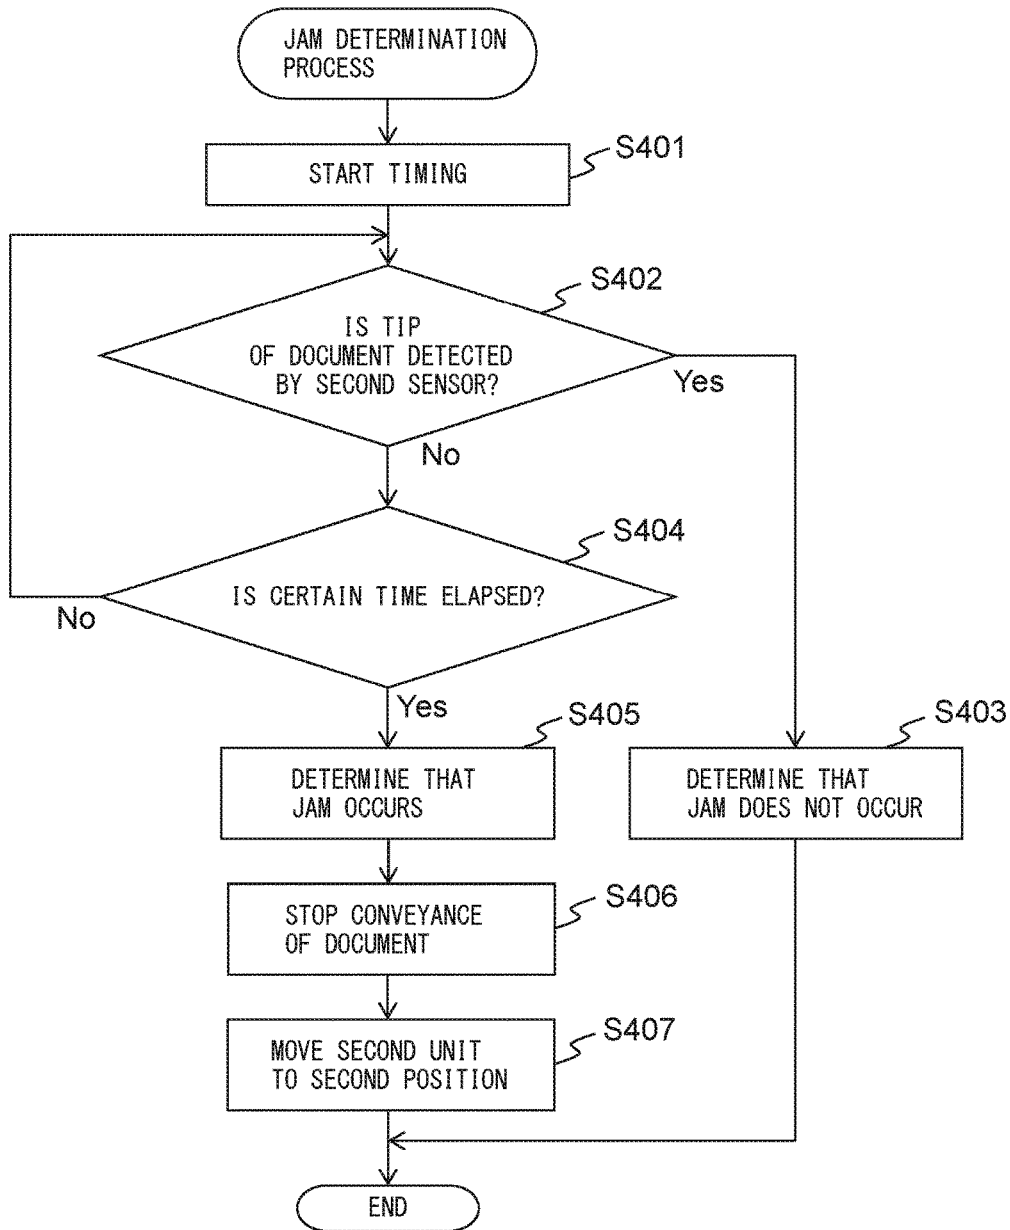 JAM DETERMINATION
PROCESS
START TIMING
S401
IS TIP
OF DOCUMENT DETECTED
BY SECOND SENSOR?
S402
Yes
No
IS CERTAIN TIME ELAPSED?
S404
No
Yes
DETERMINE THAT
JAM OCCURS
S405
DETERMINE THAT
JAM DOES NOT OCCUR
S403
STOP CONVEYANCE
OF DOCUMENT
S406
MOVE SECOND UNIT
TO SECOND POSITION
S407
END